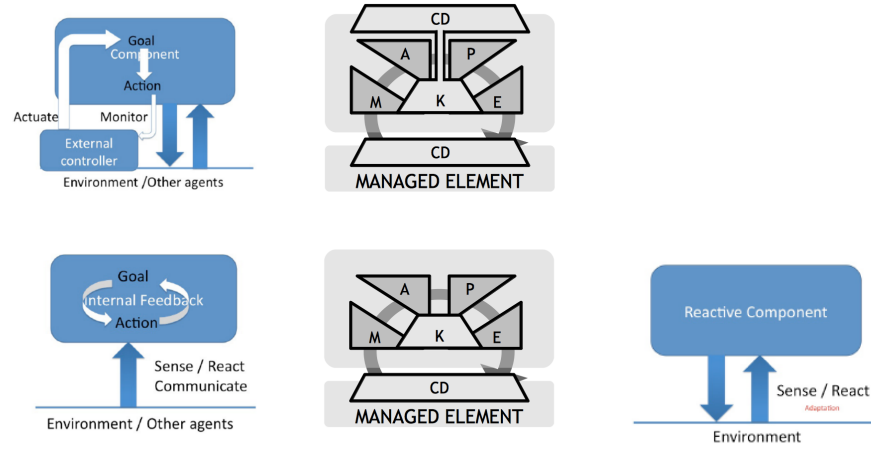 Goal
Component
Action
Actuate
Monitor
External
controller
Environment /Other agents
CD
A
P
M
K
E
CD
MANAGED ELEMENT
Goal
Internal Feedback
Action
Sense / React
Communicate
Environment / Other agents
A
P
M
K
E
CD
MANAGED ELEMENT
Reactive Component
Sense / React
Adaptation
Environment